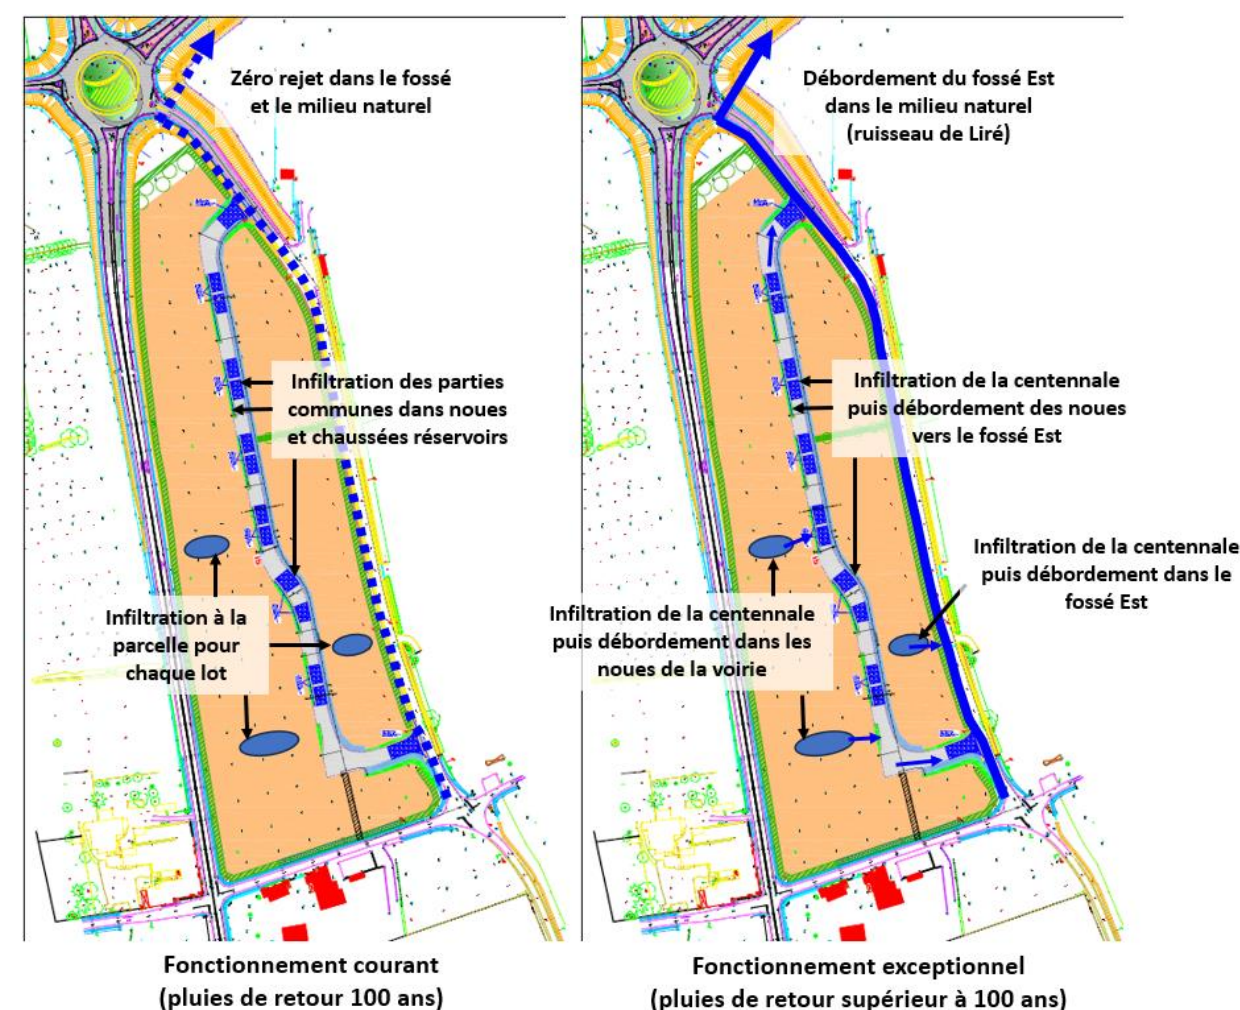 Zéro rejet dans le fossé
et le milieu naturel
Infiltration des parties
communes dans noues
et chaussées réservoirs
Infiltration à la
parcelle pour
chaque lot
Fonctionnement courant
(pluies de retour 100 ans)
Débordement du fossé Est
dans le milieu naturel
(ruisseau de Liré)
Infiltration de la centennale
puis débordement des noues
vers le fossé Est
Infiltration de la centennale
puis débordement dans le
fossé Est
Infiltration de la centennale
puis débordement dans les
noues de la voirie
Fonctionnement exceptionnel
(pluies de retour supérieur à 100 ans)